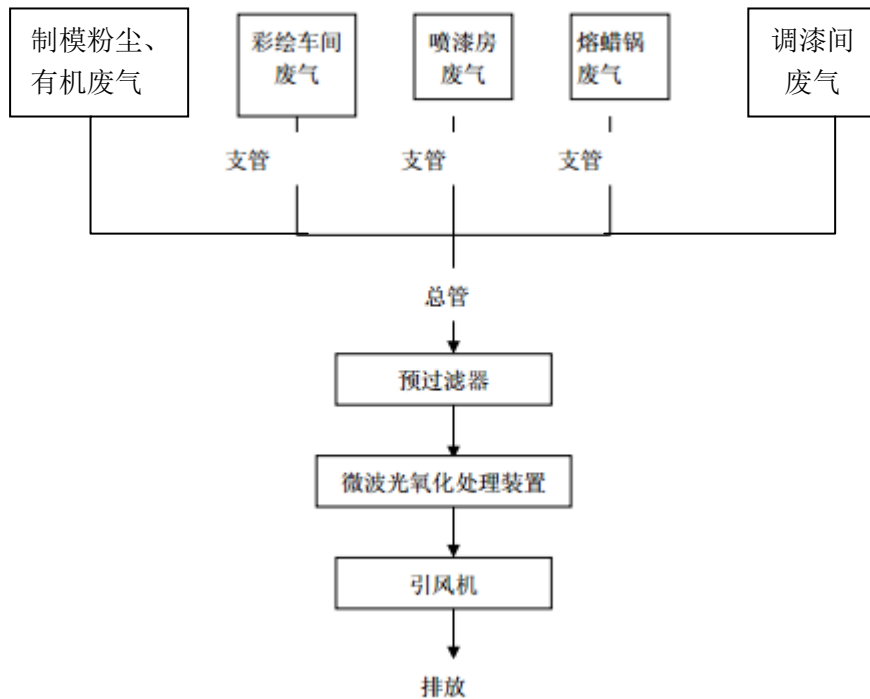 制模粉尘、
有机废气
彩绘车间
废气
喷漆房
废气
熔蜡锅
废气
调漆间
废气
支管
支管
支管
总管
预过滤器
微波光氧化处理装置
引风机
排放